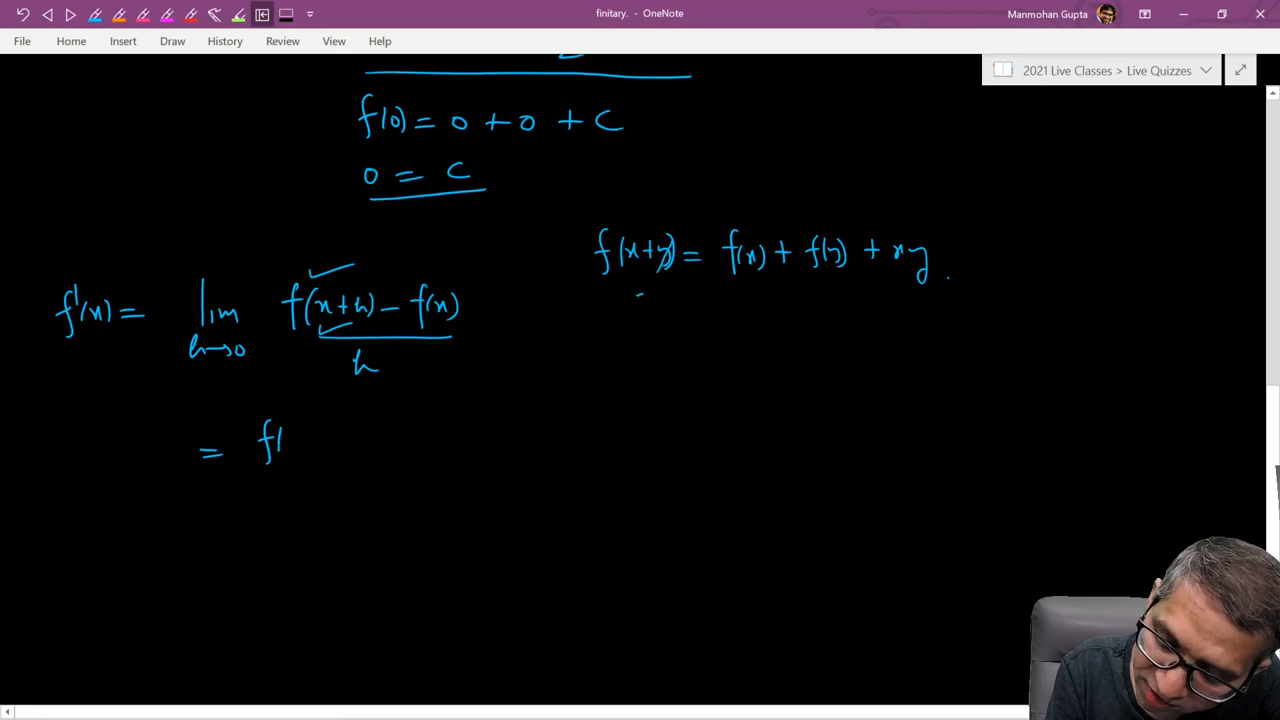 finitary. - OneNote
Manmohan Gupta
File Home Insert Draw History Review View Help
2021 Live Classes > Live Quizzes
f(0) = 0 + 0 + C
0 = C
f(x+y) = f(x) + f(y) + xy.
f'(x) = lim f(x+h) - f(x)
h→0
h
= f(